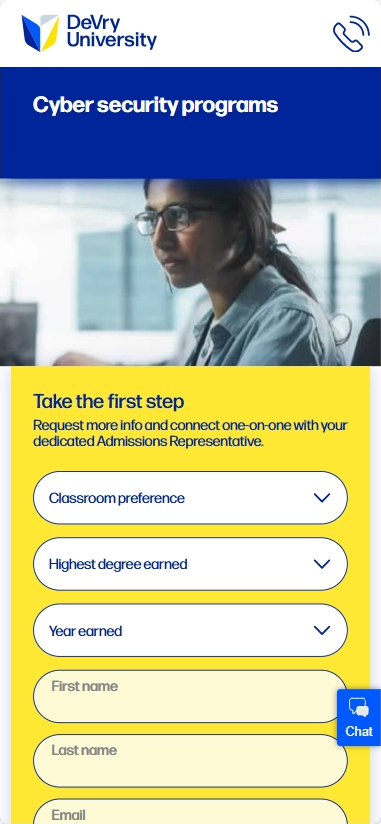 DeVry
University
Cyber security programs
Take the first step
Request more info and connect one-on-one with your
dedicated Admissions Representative.
Classroom preference
Highest degree earned
Year earned
First name
Last name
Chat
Email